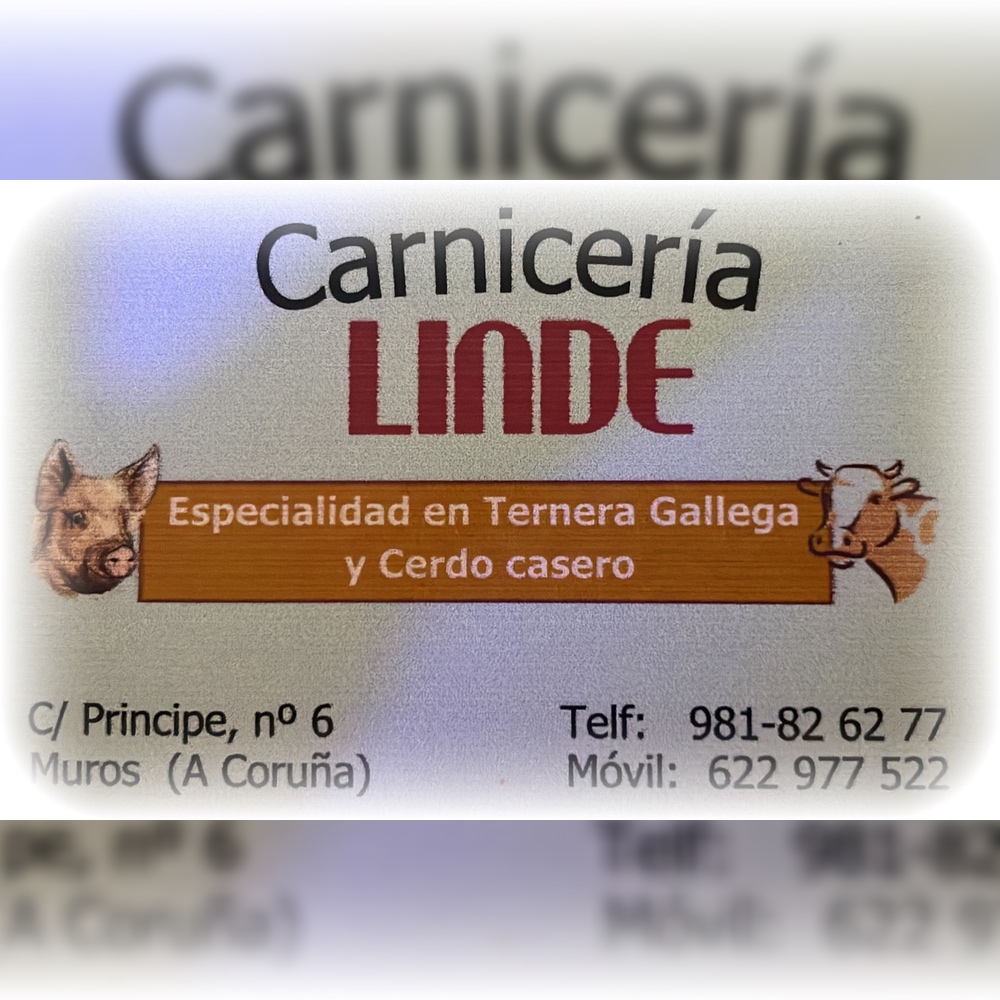 Carnicería
LINDE
Especialidad en Ternera Gallega
y Cerdo casero
C/ Principe, nº 6
Telf: 981-82 62 77
Muros (A Coruña)
Móvil: 622 977 522